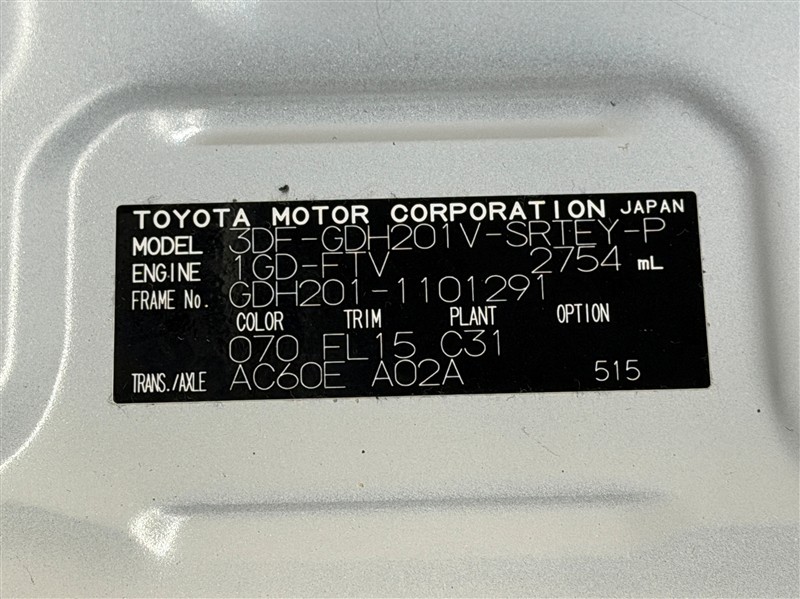 TOYOTA MOTOR CORPORATION JAPAN
MODEL 3DF-GDH201V-SRTEY-P
ENGINE 1GD-FTV 2754 mL
FRAME No. GDH201-1101291
COLOR TRIM PLANT OPTION
070 FL15 C31
TRANS./AXLE AC60E A02A 515